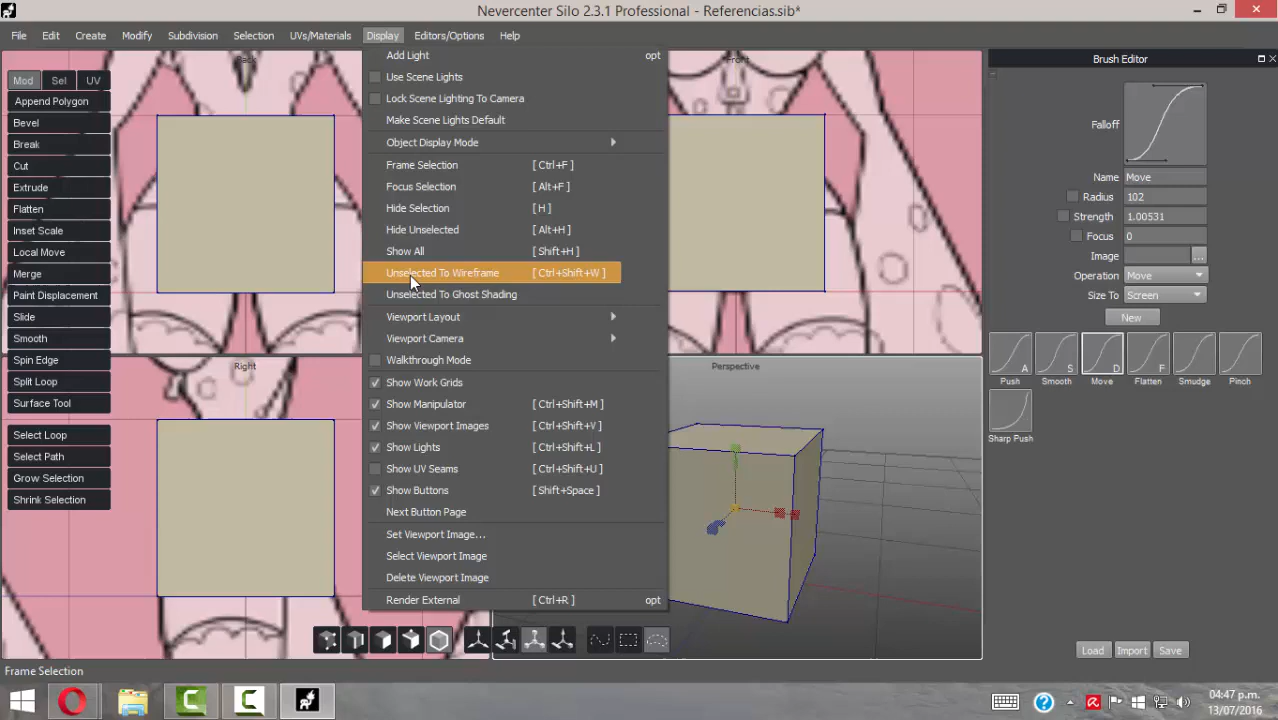 Nevercenter Silo 2.3.1 Professional - Referencias.sib*
File Edit Create Modify Subdivision Selection UVs/Materials Display Editors/Options Help
Mod Sel UV
Append Polygon
Bevel
Break
Cut
Extrude
Flatten
Inset Scale
Local Move
Merge
Paint Displacement
Slide
Smooth
Spin Edge
Split Loop
Surface Tool
Select Loop
Select Path
Grow Selection
Shrink Selection
Add Light opt
Use Scene Lights
Lock Scene Lighting To Camera
Make Scene Lights Default
Object Display Mode
Frame Selection [ Ctrl+F ]
Focus Selection [ Alt+F ]
Hide Selection [ H ]
Hide Unselected [ Alt+H ]
Show All [ Shift+H ]
Unselected To Wireframe [ Ctrl+Shift+W ]
Unselected To Ghost Shading
Viewport Layout
Viewport Camera
Walkthrough Mode
Show Work Grids
Show Manipulator [ Ctrl+Shift+M ]
Show Viewport Images [ Ctrl+Shift+V ]
Show Lights [ Ctrl+Shift+L ]
Show UV Seams [ Ctrl+Shift+U ]
Show Buttons [ Shift+Space ]
Next Button Page
Set Viewport Image...
Select Viewport Image
Delete Viewport Image
Render External [ Ctrl+R ] opt
Front
Right
Perspective
Brush Editor
Falloff
Name Move
Radius 102
Strength 1.00531
Focus 0
Image ...
Operation Move
Size To Screen
New
A S D F
Push Smooth Move Flatten Smudge Pinch
Sharp Push
Load Import Save
Frame Selection
04:47 p.m.
13/07/2016